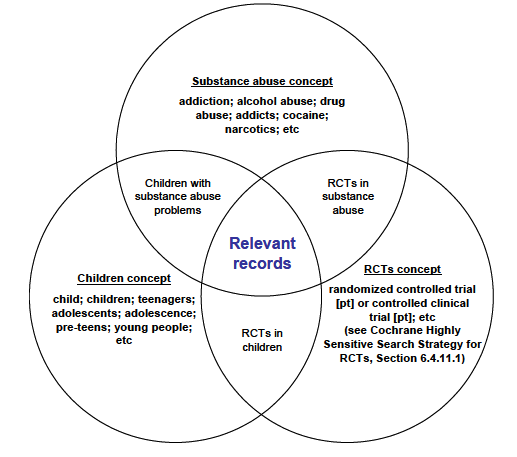 Substance abuse concept
addiction; alcohol abuse; drug
abuse; addicts; cocaine;
narcotics; etc
Children with
substance abuse
problems
RCTs in
substance
abuse
Relevant
records
Children concept
child; children; teenagers;
adolescents; adolescence;
pre-teens; young people;
etc
RCTs concept
randomized controlled trial
[pt] or controlled clinical
trial [pt]; etc
(see Cochrane Highly
Sensitive Search Strategy for
RCTs, Section 6.4.11.1)
RCTs in
children